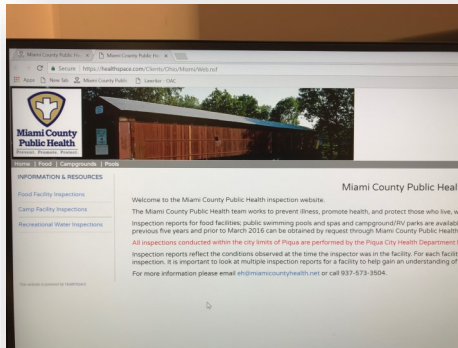 Miami County Public He
Miami County Public He
Secure | https://healthspace.com/Clients/Ohio/Miami/Web.nsf
Apps New Tab Miami County Public Lawriter - OAC
Miami County
Public Health
Prevent. Promote. Protect.
Home | Food | Campgrounds | Pools
INFORMATION & RESOURCES
Food Facility Inspections
Camp Facility Inspections
Recreational Water Inspections
Miami County Public Heal
Welcome to the Miami County Public Health inspection website.
The Miami County Public Health team works to prevent illness, promote health, and protect those who live, w
Inspection reports for food facilities; public swimming pools and spas and campground/RV parks are availab
previous five years and prior to March 2016 can be obtained by request through Miami County Public Health
All inspections conducted within the city limits of Piqua are performed by the Piqua City Health Department
Inspection reports reflect the conditions observed at the time the inspector was in the facility. For each facilit
inspection. It is important to look at multiple inspection reports for a facility to help gain an understanding of
For more information please email eh@miamicountyhealth.net or call 937-573-3504.
This website is powered by HealthSpace.